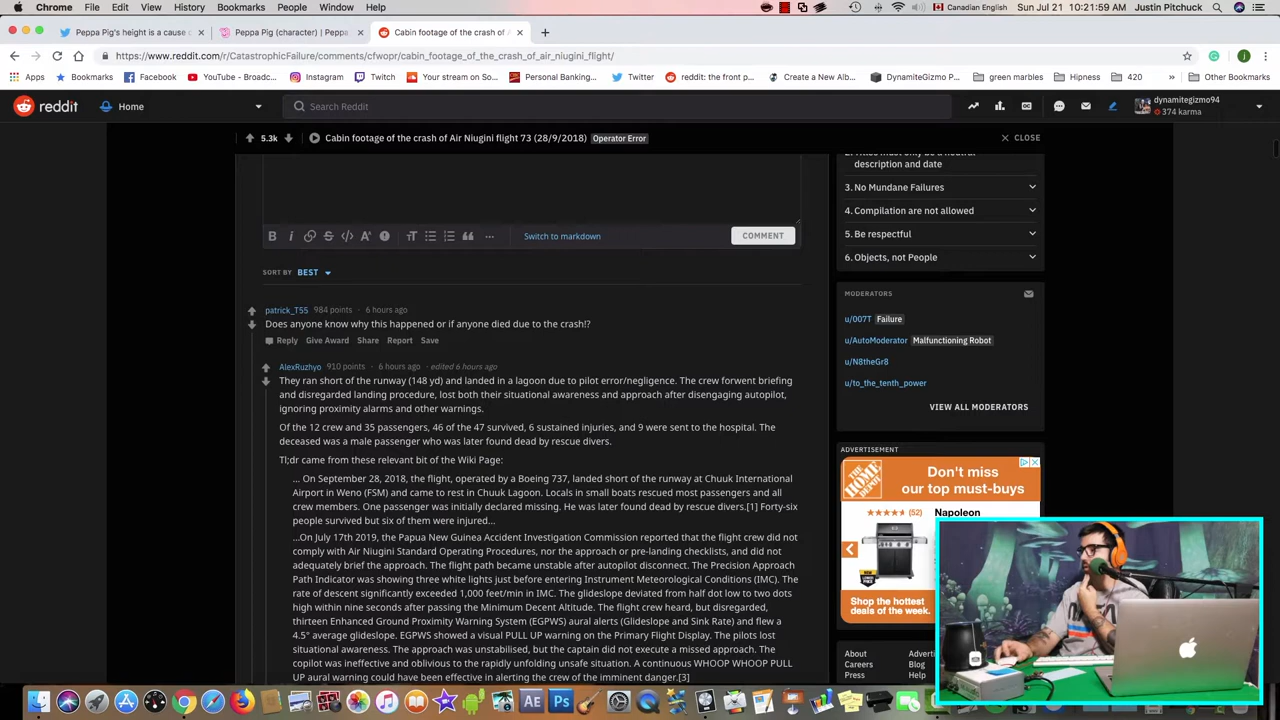 Chrome File Edit View History Bookmarks People Window Help Canadian English Sun Jul 21 10:21:59 AM Justin Pitchuck
Peppa Pig's height is a cause o Peppa Pig (character) | Peppa Cabin footage of the crash of A
https://www.reddit.com/r/CatastrophicFailure/comments/cfwopr/cabin_footage_of_the_crash_of_air_niugini_flight/
Apps Bookmarks Facebook YouTube - Broadc... Instagram Twitch Your stream on So... Personal Banking... Twitter reddit: the front p... Create a New Alb... DynamiteGizmo P... green marbles Hipness 420 » Other Bookmarks
reddit Home Search Reddit dynamitegizmo94
374 karma
5.3k Cabin footage of the crash of Air Niugini flight 73 (28/9/2018) Operator Error CLOSE
description and date
3. No Mundane Failures
4. Compilation are not allowed
5. Be respectful
6. Objects, not People
B i Switch to markdown COMMENT
SORT BY BEST
MODERATORS
u/007T Failure
u/AutoModerator Malfunctioning Robot
u/N8theGr8
u/to_the_tenth_power
VIEW ALL MODERATORS
patrick_T55 984 points · 6 hours ago
Does anyone know why this happened or if anyone died due to the crash!?
Reply Give Award Share Report Save
AlexRuzhyo 910 points · 6 hours ago · edited 6 hours ago
They ran short of the runway (148 yd) and landed in a lagoon due to pilot error/negligence. The crew forwent briefing
and disregarded landing procedure, lost both their situational awareness and approach after disengaging autopilot,
ignoring proximity alarms and other warnings.
Of the 12 crew and 35 passengers, 46 of the 47 survived, 6 sustained injuries, and 9 were sent to the hospital. The
deceased was a male passenger who was later found dead by rescue divers.
Tl;dr came from these relevant bit of the Wiki Page:
... On September 28, 2018, the flight, operated by a Boeing 737, landed short of the runway at Chuuk International
Airport in Weno (FSM) and came to rest in Chuuk Lagoon. Locals in small boats rescued most passengers and all
crew members. One passenger was initially declared missing. He was later found dead by rescue divers.[1] Forty-six
people survived but six of them were injured...
...On July 17th 2019, the Papua New Guinea Accident Investigation Commission reported that the flight crew did not
comply with Air Niugini Standard Operating Procedures, nor the approach or pre-landing checklists, and did not
adequately brief the approach. The flight path became unstable after autopilot disconnect. The Precision Approach
Path Indicator was showing three white lights just before entering Instrument Meteorological Conditions (IMC). The
rate of descent significantly exceeded 1,000 feet/min in IMC. The glideslope deviated from half dot low to two dots
high within nine seconds after passing the Minimum Decent Altitude. The flight crew heard, but disregarded,
thirteen Enhanced Ground Proximity Warning System (EGPWS) aural alerts (Glideslope and Sink Rate) and flew a
4.5° average glideslope. EGPWS showed a visual PULL UP warning on the Primary Flight Display. The pilots lost
situational awareness. The approach was unstabilised, but the captain did not execute a missed approach. The
copilot was ineffective and oblivious to the rapidly unfolding unsafe situation. A continuous WHOOP WHOOP PULL
UP aural warning could have been effective in alerting the crew of the imminent danger.[3]
ADVERTISEMENT
THE HOME DEPOT
Don't miss
our top must-buys
(52) Napoleon
Shop the hottest
deals of the week.
About Adverti
Careers Blog
Press Help
AE Ps